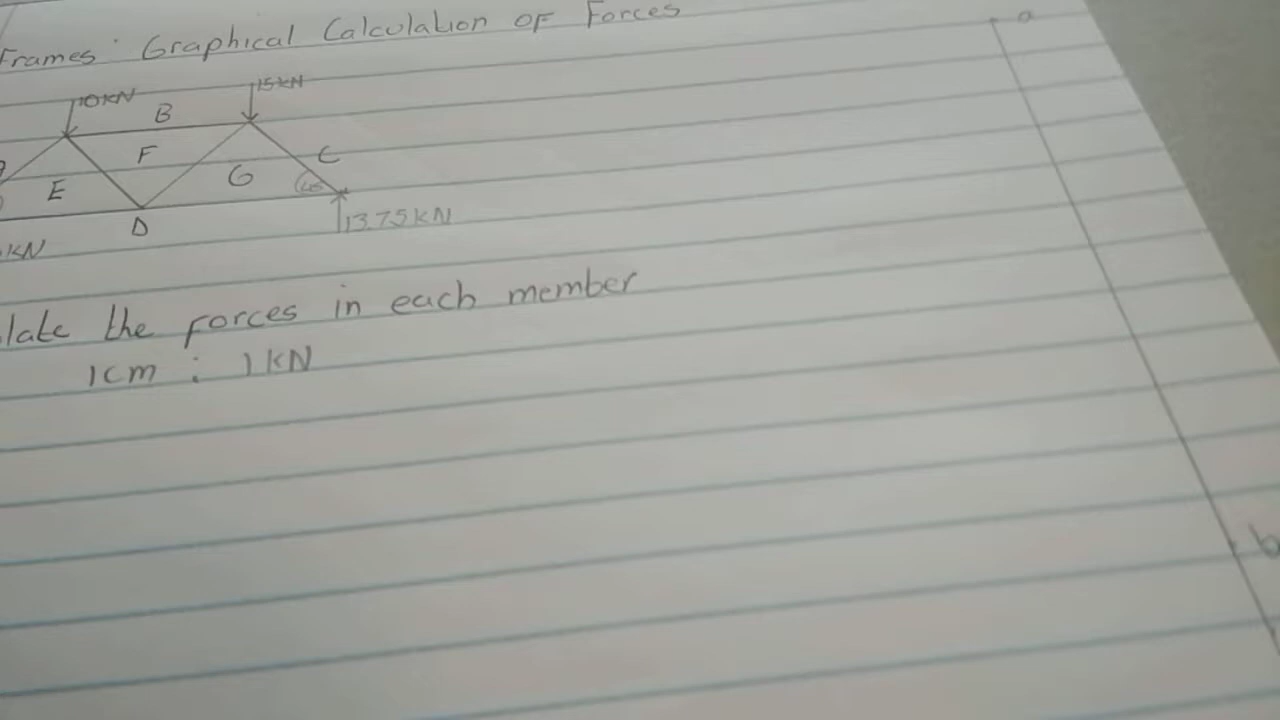 Frames: Graphical Calculation of Forces
10kN
15kN
B
F
C
E
G
45
D
13.75kN
kN
late the forces in each member
1cm : 1kN
a
b